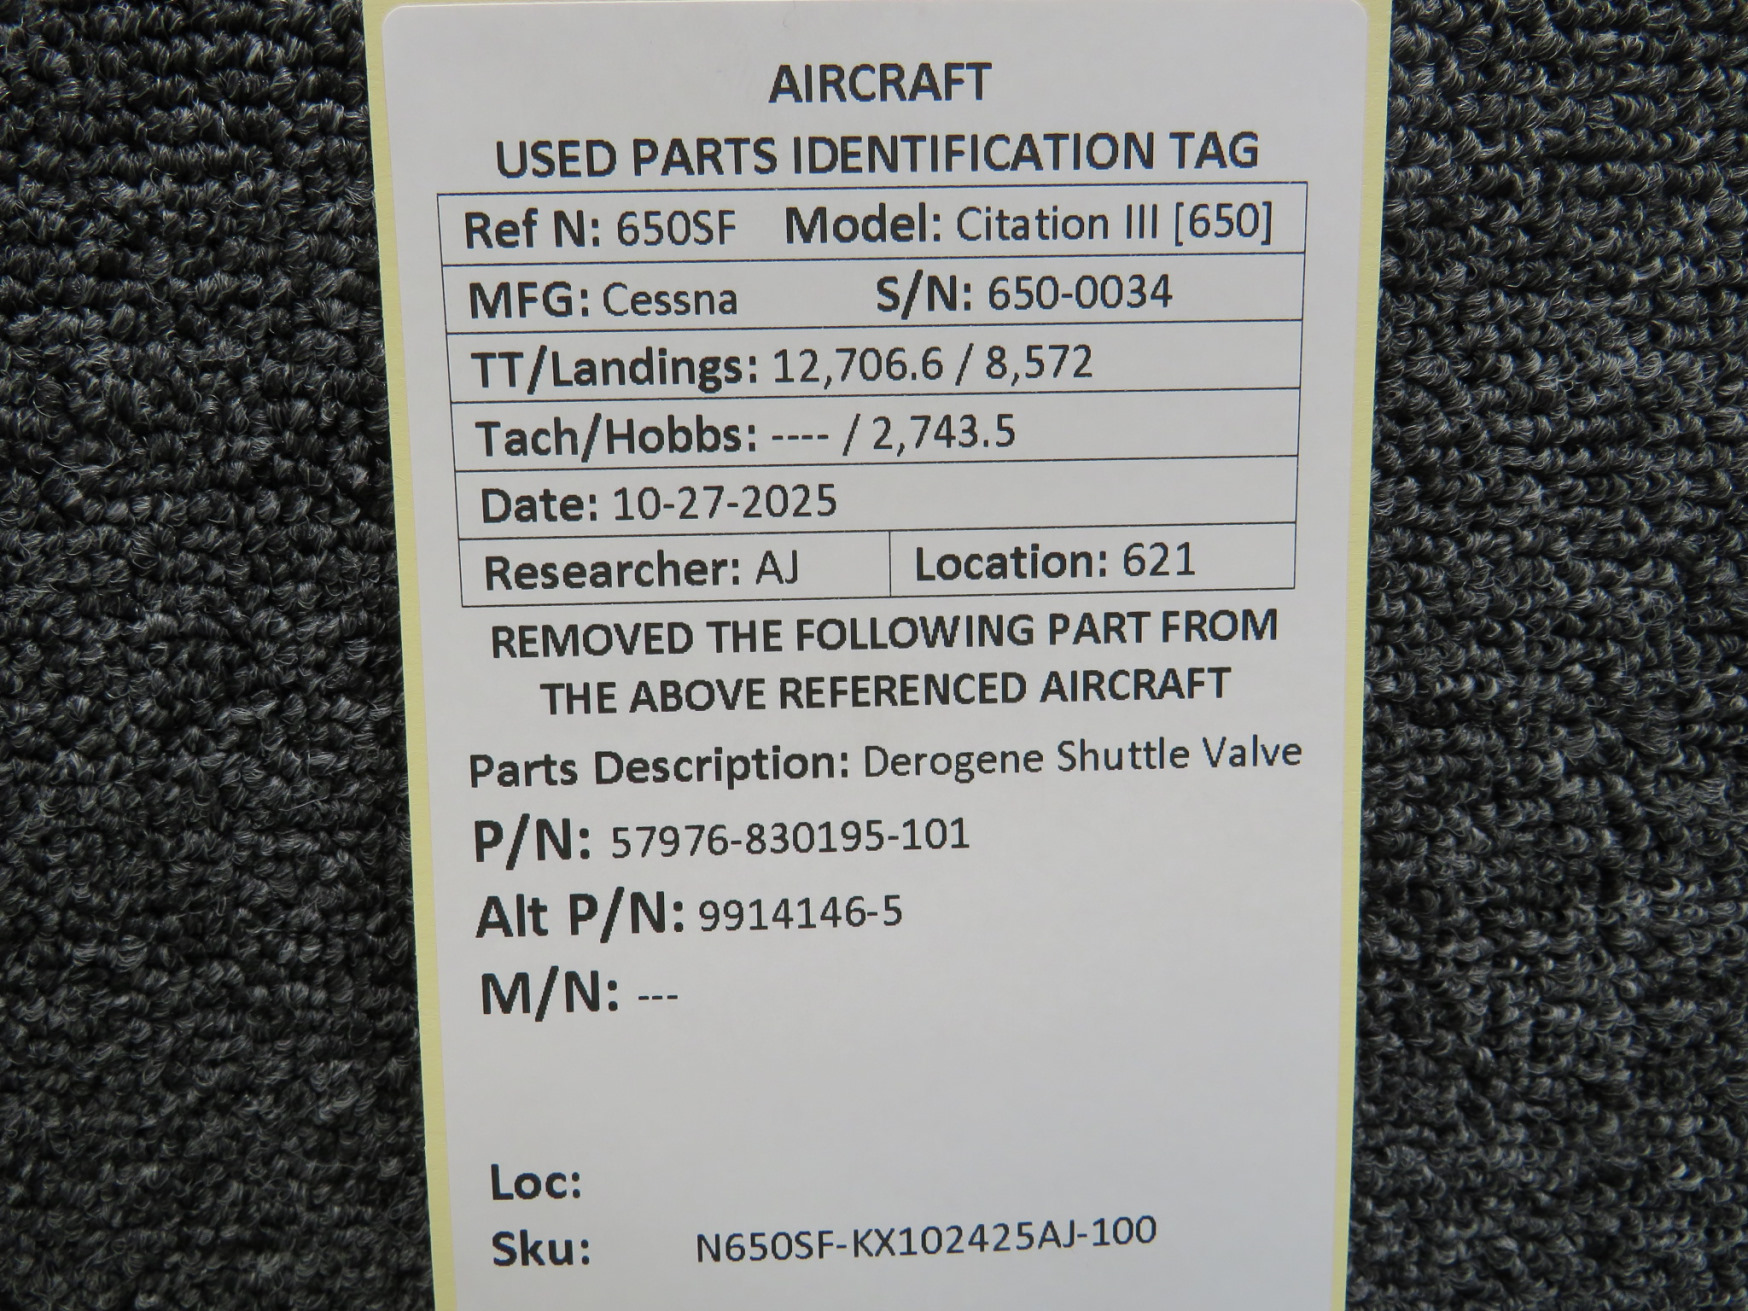 AIRCRAFT
USED PARTS IDENTIFICATION TAG
Ref N: 650SF Model: Citation III [650]
MFG: Cessna S/N: 650-0034
TT/Landings: 12,706.6 / 8,572
Tach/Hobbs: ---- / 2,743.5
Date: 10-27-2025
Researcher: AJ Location: 621
REMOVED THE FOLLOWING PART FROM
THE ABOVE REFERENCED AIRCRAFT
Parts Description: Derogene Shuttle Valve
P/N: 57976-830195-101
Alt P/N: 9914146-5
M/N: ---
Loc:
Sku: N650SF-KX102425AJ-100